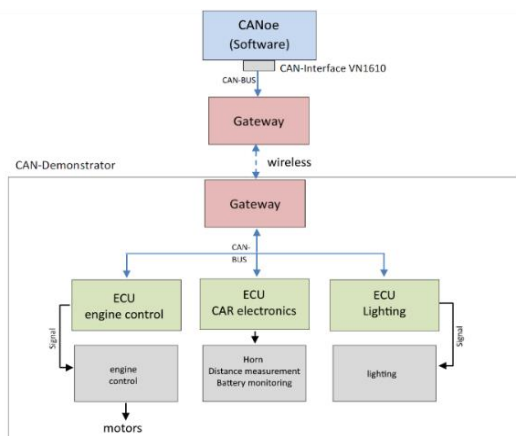 CANoe
(Software)
CAN-Interface VN1610
CAN-BUS
Gateway
wireless
CAN-Demonstrator
Gateway
CAN-
BUS
ECU
engine control
ECU
CAR electronics
ECU
Lighting
Signal
Signal
engine
control
Horn
Distance measurement
Battery monitoring
lighting
motors